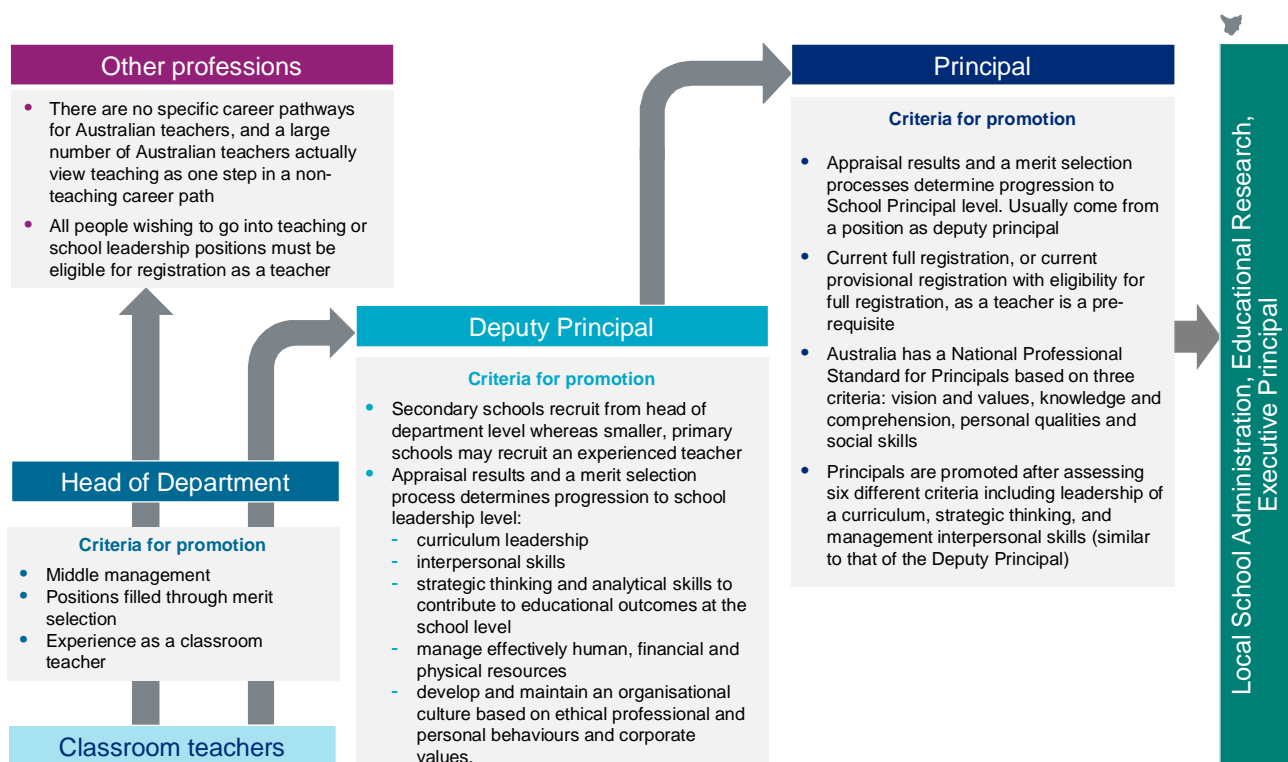 Other professions
• There are no specific career pathways
for Australian teachers, and a large
number of Australian teachers actually
view teaching as one step in a non-
teaching career path
• All people wishing to go into teaching or
school leadership positions must be
eligible for registration as a teacher
Head of Department
Criteria for promotion
• Middle management
• Positions filled through merit
selection
• Experience as a classroom
teacher
Classroom teachers
Deputy Principal
Criteria for promotion
• Secondary schools recruit from head of
department level whereas smaller, primary
schools may recruit an experienced teacher
• Appraisal results and a merit selection
process determines progression to school
leadership level:
- curriculum leadership
- interpersonal skills
- strategic thinking and analytical skills to
contribute to educational outcomes at the
school level
- manage effectively human, financial and
physical resources
- develop and maintain an organisational
culture based on ethical professional and
personal behaviours and corporate
values.
Principal
Criteria for promotion
• Appraisal results and a merit selection
processes determine progression to
School Principal level. Usually come from
a position as deputy principal
• Current full registration, or current
provisional registration with eligibility for
full registration, as a teacher is a pre-
requisite
• Australia has a National Professional
Standard for Principals based on three
criteria: vision and values, knowledge and
comprehension, personal qualities and
social skills
• Principals are promoted after assessing
six different criteria including leadership of
a curriculum, strategic thinking, and
management interpersonal skills (similar
to that of the Deputy Principal)
Local School Administration, Educational Research,
Executive Principal